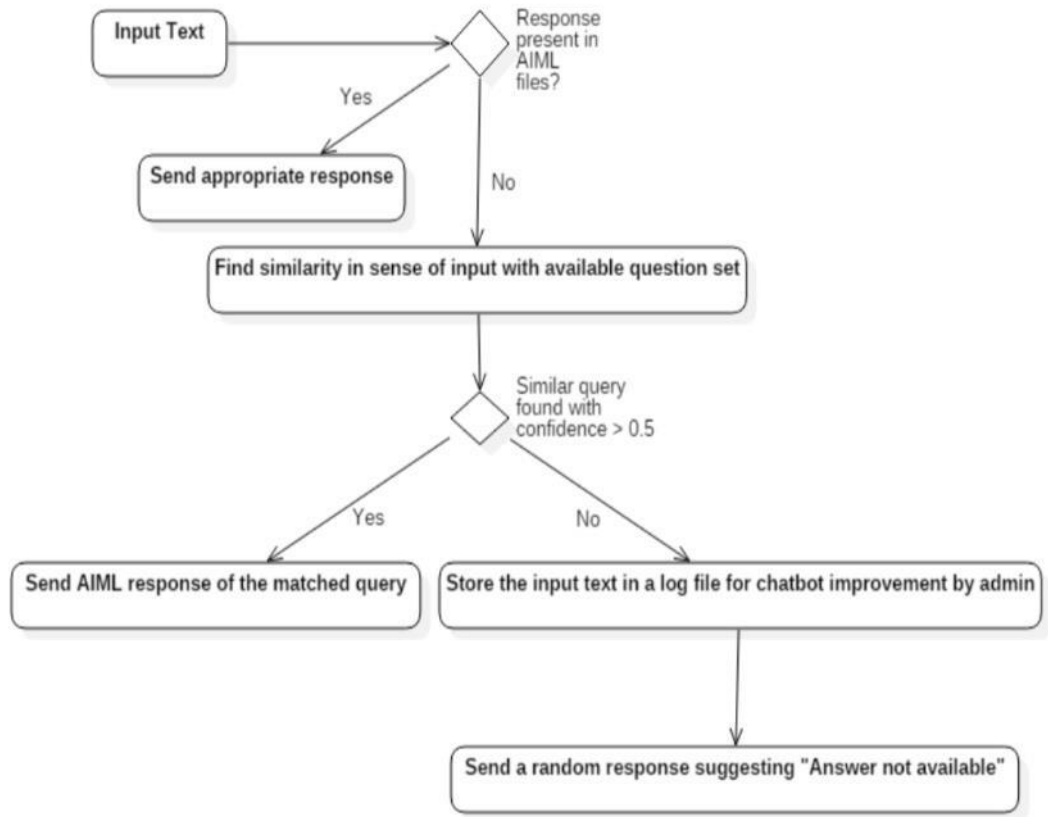 Input Text
Response
present in
AIML
files?
Yes
Send appropriate response
No
Find similarity in sense of input with available question set
Similar query
found with
confidence > 0.5
Yes
No
Send AIML response of the matched query
Store the input text in a log file for chatbot improvement by admin
Send a random response suggesting "Answer not available"